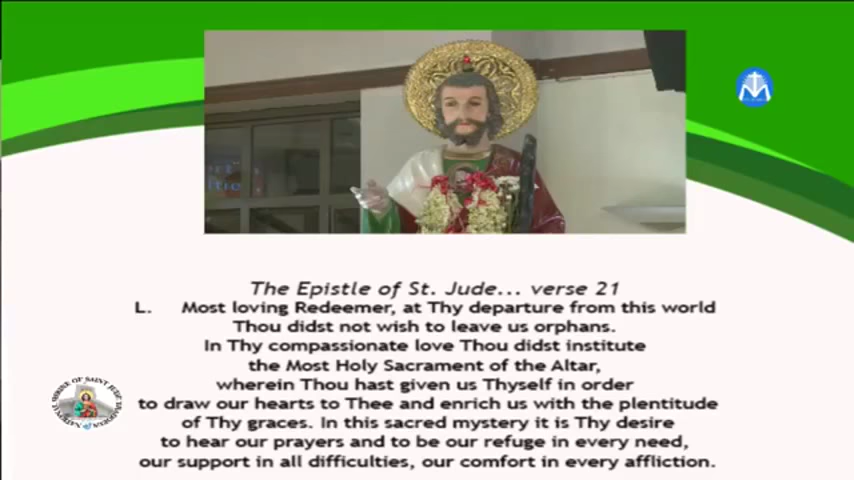 The Epistle of St. Jude... verse 21
L. Most loving Redeemer, at Thy departure from this world
Thou didst not wish to leave us orphans.
In Thy compassionate love Thou didst institute
the Most Holy Sacrament of the Altar,
wherein Thou hast given us Thyself in order
to draw our hearts to Thee and enrich us with the plentitude
of Thy graces. In this sacred mystery it is Thy desire
to hear our prayers and to be our refuge in every need,
our support in all difficulties, our comfort in every affliction.